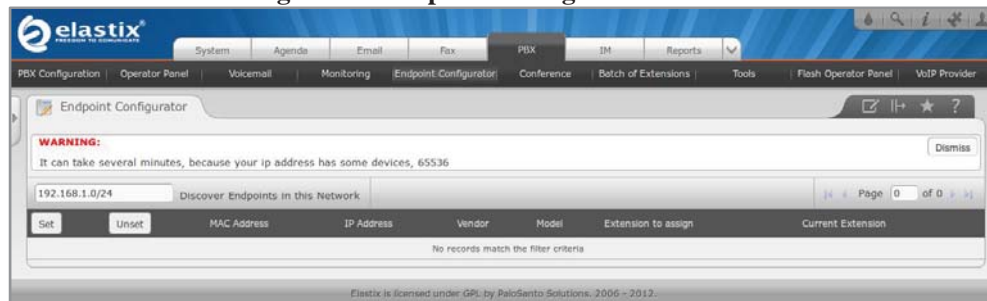 elastix®
FREEDOM TO COMMUNICATE
System Agenda Email Fax PBX IM Reports
PBX Configuration Operator Panel Voicemail Monitoring Endpoint Configurator Conference Batch of Extensions Tools Flash Operator Panel VoIP Provider
Endpoint Configurator
WARNING:
It can take several minutes, because your ip address has some devices, 65536
Dismiss
192.168.1.0/24 Discover Endpoints in this Network Page 0 of 0
Set Unset MAC Address IP Address Vendor Model Extension to assign Current Extension
No records match the filter criteria
Elastix is licensed under GPL by PaloSanto Solutions. 2006 - 2012.